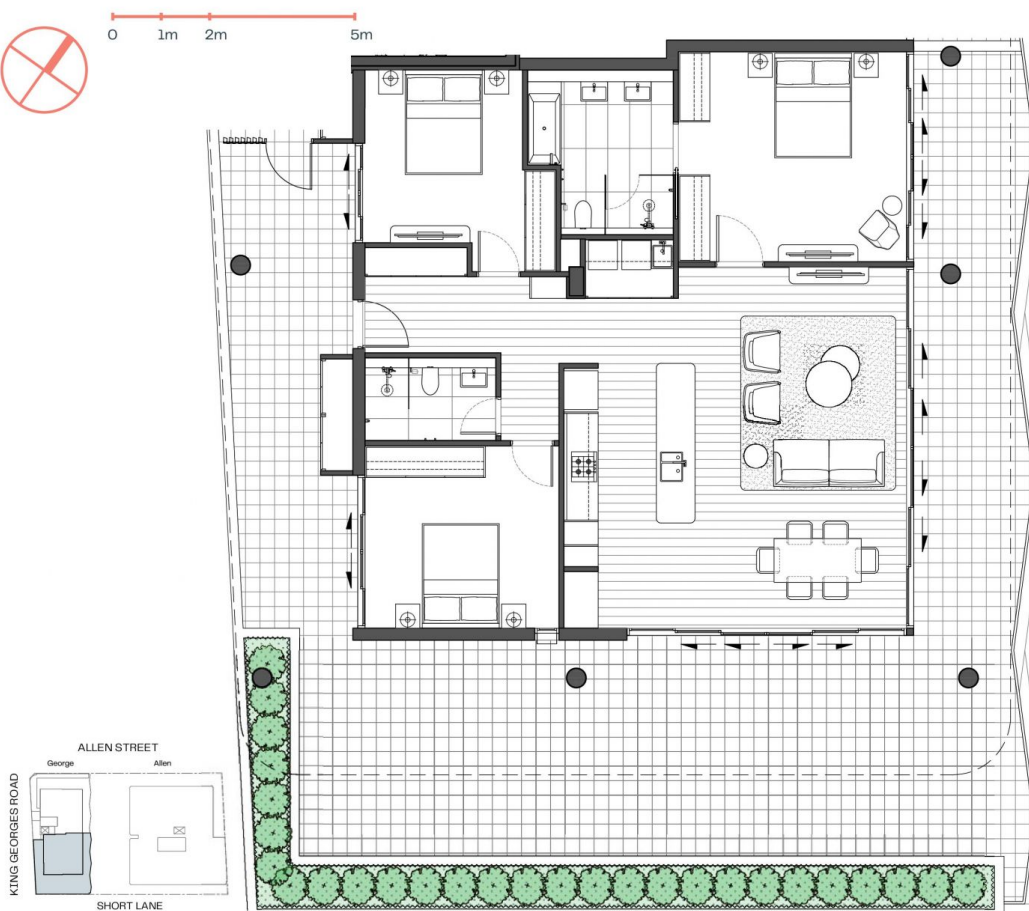 0 1m 2m 5m
ALLEN STREET
George Allen
KING GEORGES ROAD
SHORT LANE